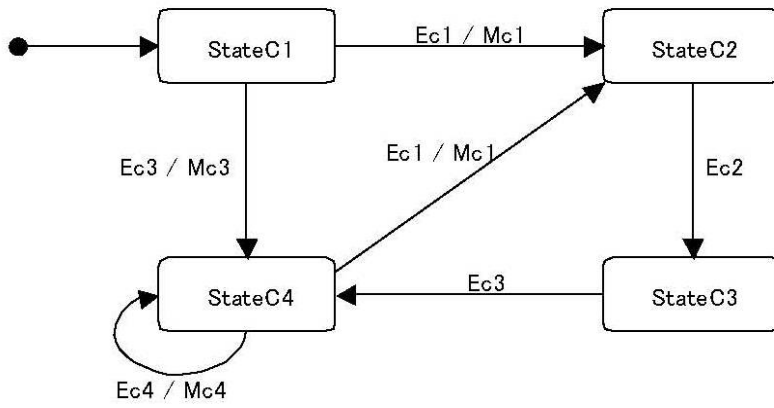 StateC1
Ec1 / Mc1
StateC2
Ec3 / Mc3
Ec1 / Mc1
Ec2
StateC4
Ec3
StateC3
Ec4 / Mc4